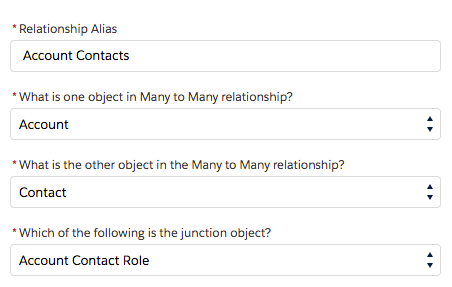 * Relationship Alias
Account Contacts
* What is one object in Many to Many relationship?
Account
* What is the other object in the Many to Many relationship?
Contact
* Which of the following is the junction object?
Account Contact Role